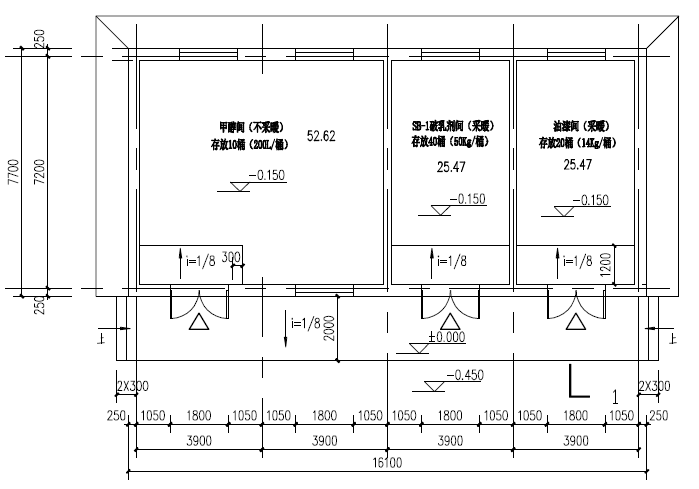 250
7700
7200
250
甲醇间（不采暖）
存放10桶（200L/桶）
52.62
-0.150
SB-1破乳剂间（采暖）
存放40桶（50Kg/桶）
25.47
-0.150
油漆间（采暖）
存放20桶（14Kg/桶）
25.47
-0.150
i=1/8
300
i=1/8
i=1/8
1200
i=1/8
2000
上
±0.000
上
-0.450
1
2X300
2X300
250 1050 1800 1050 1050 1800 1050 1050 1800 1050 1050 1800 1050 250
3900 3900 3900 3900
16100